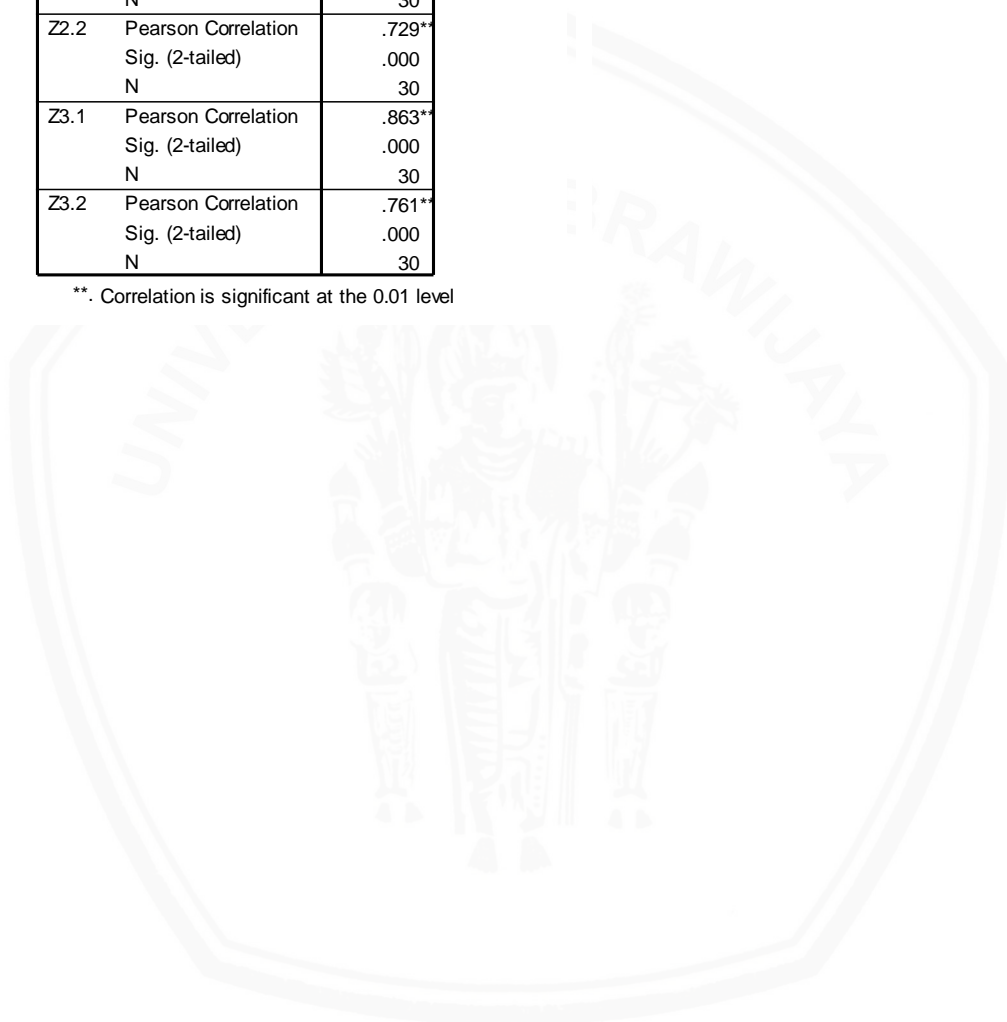 N 30
Z2.2 Pearson Correlation .729**
Sig. (2-tailed) .000
N 30
Z3.1 Pearson Correlation .863**
Sig. (2-tailed) .000
N 30
Z3.2 Pearson Correlation .761**
Sig. (2-tailed) .000
N 30
**. Correlation is significant at the 0.01 level